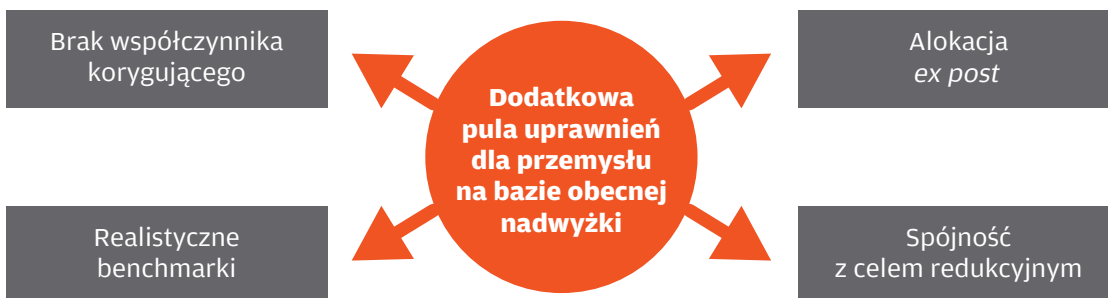 Brak współczynnika
korygującego
Alokacja
ex post
Dodatkowa
pula uprawnień
dla przemysłu
na bazie obecnej
nadwyżki
Realistyczne
benchmarki
Spójność
z celem redukcyjnym